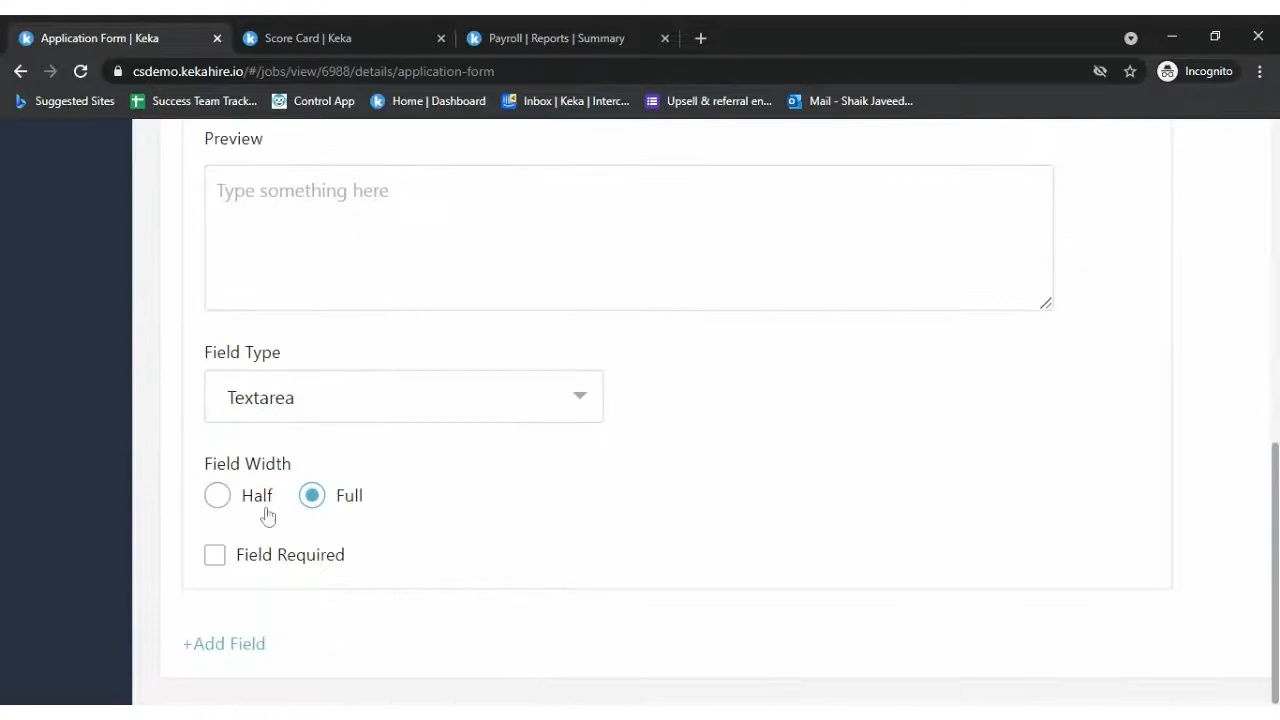 Application Form | Keka
Score Card | Keka
Payroll | Reports | Summary
csdemo.kekahire.io/#/jobs/view/6988/details/application-form
Incognito
Suggested Sites
Success Team Track...
Control App
Home | Dashboard
Inbox | Keka | Interc...
Upsell & referral en...
Mail - Shaik Javeed...
Preview
Type something here
Field Type
Textarea
Field Width
Half
Full
Field Required
+Add Field